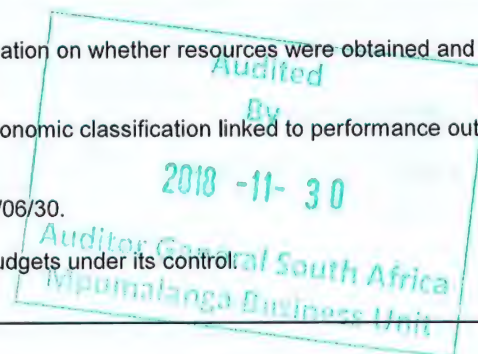 ation on whether resources were obtained and
Audited
By
onomic classification linked to performance out
2018 -11- 30
/06/30.
Auditor General South Africa
udgets under its control.
Mpumalanga Business Unit